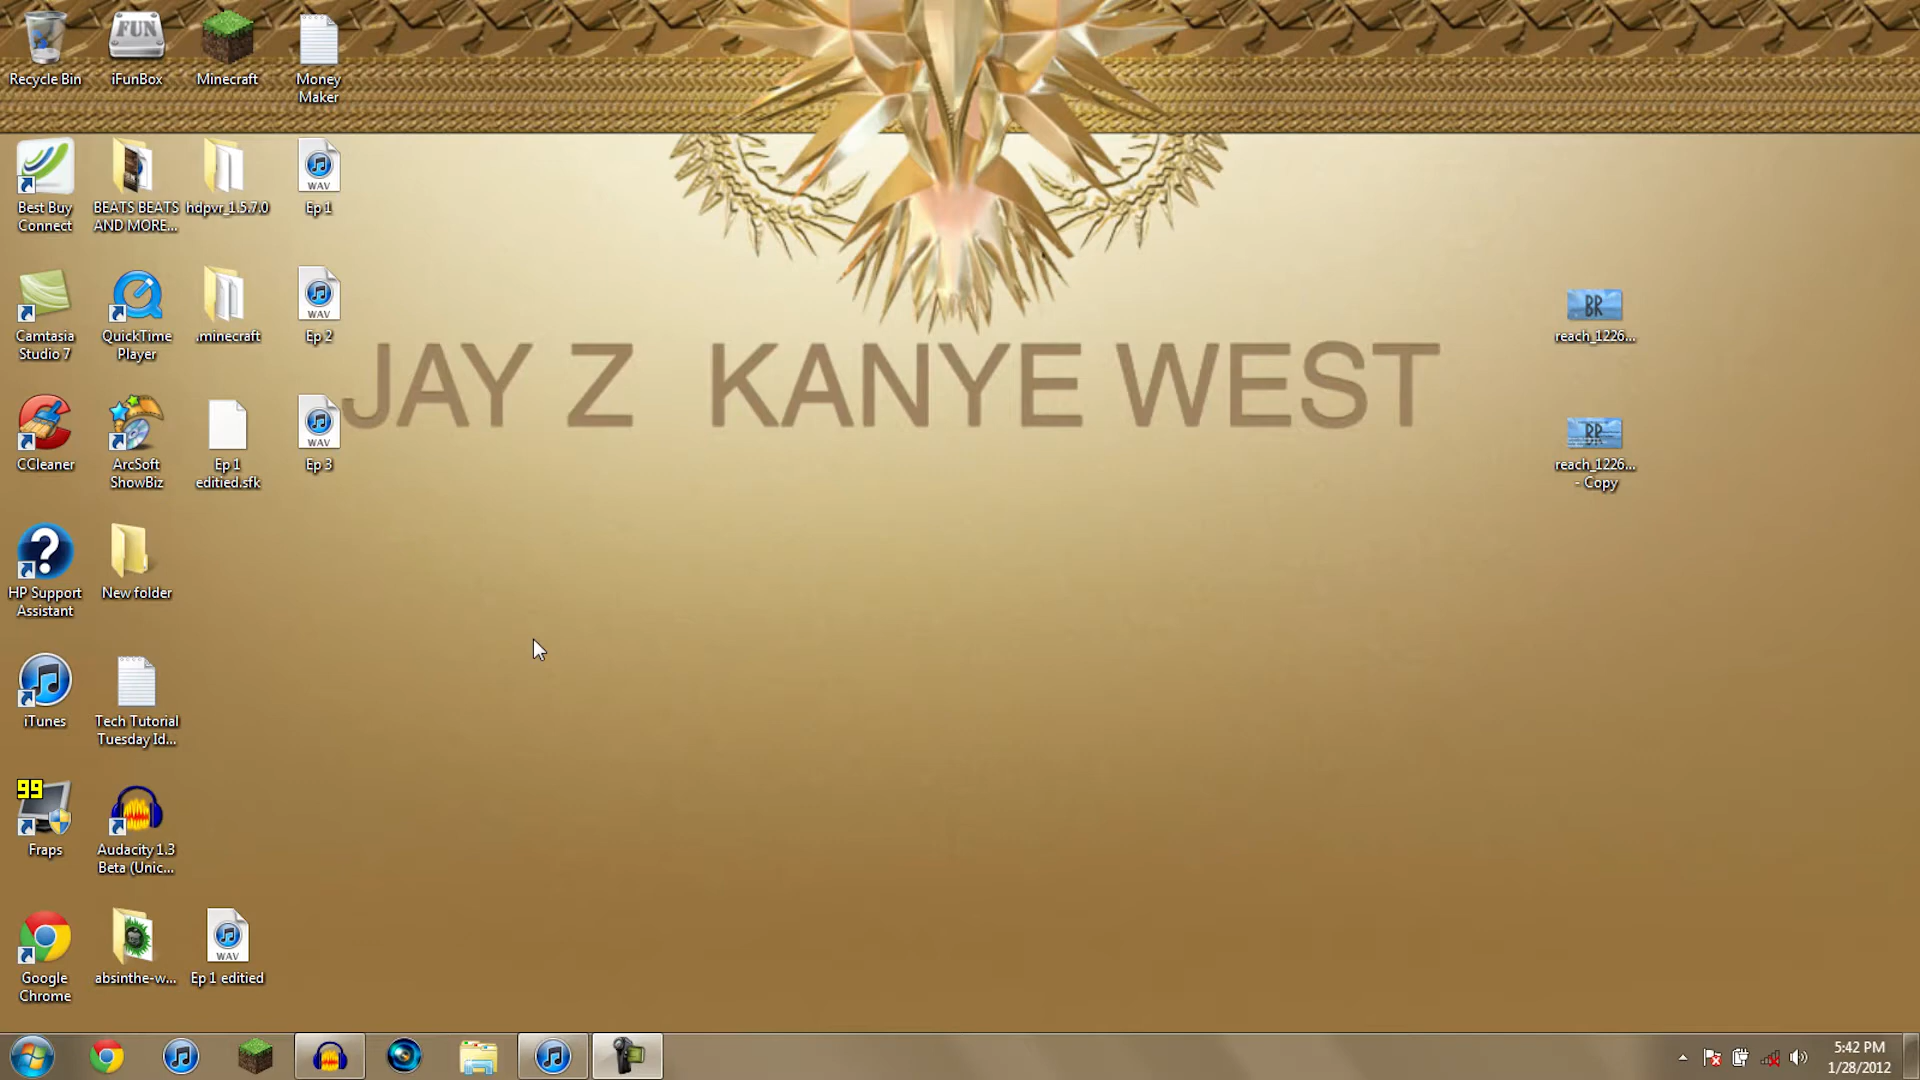 Recycle Bin
FUN
iFunBox
Minecraft
Money
Maker
Best Buy
Connect
BEATS BEATS
AND MORE...
hdpvr_1.5.7.0
WAV
Ep 1
Camtasia
Studio 7
QuickTime
Player
.minecraft
WAV
Ep 2
JAY Z KANYE WEST
BR
reach_1226...
CCleaner
ArcSoft
ShowBiz
Ep 1
editied.sfk
WAV
Ep 3
BR
reach_1226...
- Copy
HP Support
Assistant
New folder
iTunes
Tech Tutorial
Tuesday Id...
99
Fraps
Audacity 1.3
Beta (Unic...
Google
Chrome
absinthe-w...
WAV
Ep 1 editied
5:42 PM
1/28/2012